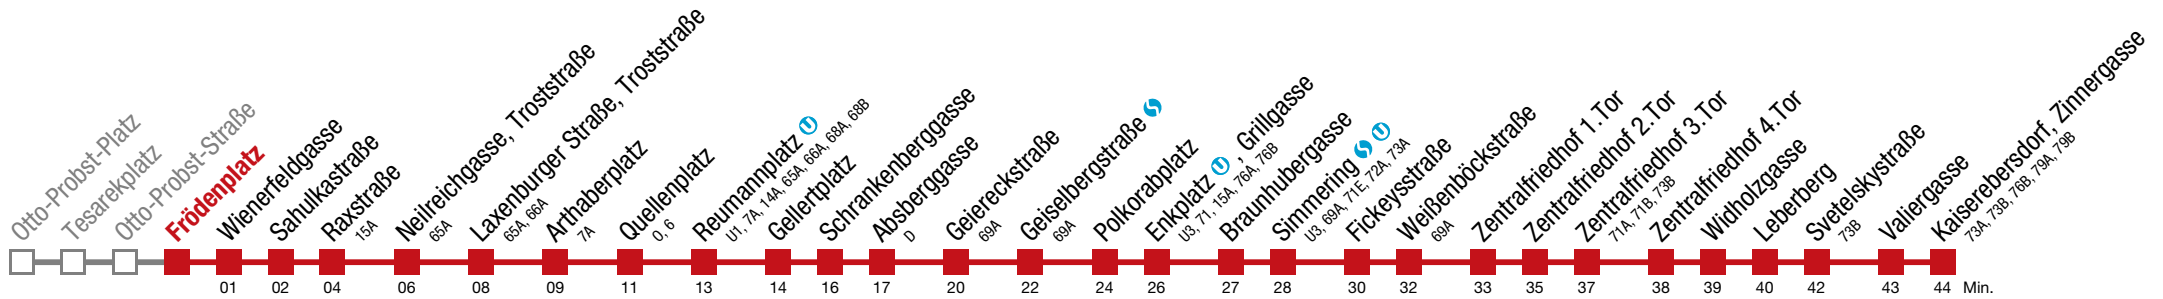 Otto-Probst-Platz
Tesarekplatz
Otto-Probst-Straße
Frödenplatz
Wienerfeldgasse
Sahulkastraße
Raxstraße
15A
Neilreichgasse, Troststraße
65A
Laxenburger Straße, Troststraße
65A, 66A
Arthaberplatz
7A
Quellenplatz
O, 6
Reumannplatz U
U1, 7A, 14A, 65A, 66A, 68A, 68B
Gellertplatz
Schrankenberggasse
Absberggasse
D
Geiereckstraße
69A
Geiselbergstraße S
69A
Polkorabplatz
Enkplatz U , Grillgasse
U3, 71, 15A, 76A, 76B
Braunhubergasse
Simmering S U
U3, 69A, 71E, 72A, 73A
Fickeysstraße
Weißenböckstraße
69A
Zentralfriedhof 1.Tor
Zentralfriedhof 2.Tor
Zentralfriedhof 3.Tor
71A, 71B, 73B
Zentralfriedhof 4.Tor
Widholzgasse
Leberberg
Svetelskystraße
73B
Valiergasse
Kaiserebersdorf, Zinnergasse
73A, 73B, 76B, 79A, 79B
01 02 04 06 08 09 11 13 14 16 17 20 22 24 26 27 28 30 32 33 35 37 38 39 40 42 43 44 Min.